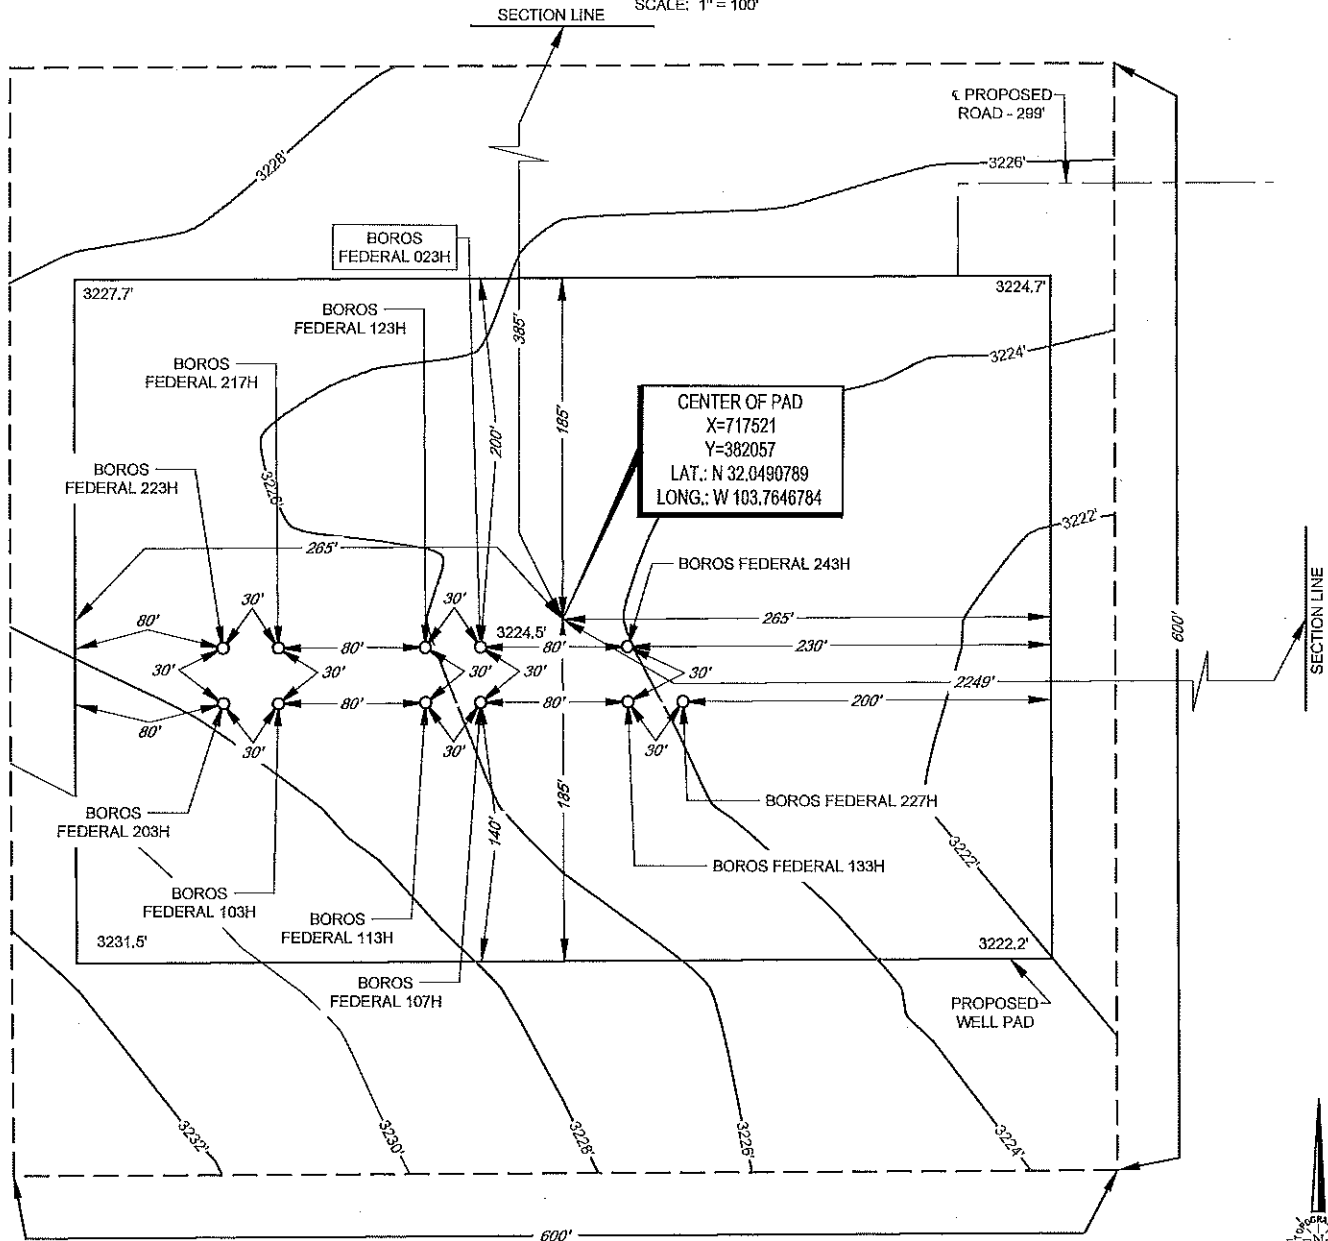 SCALE: 1" = 100'
SECTION LINE
℄ PROPOSED
ROAD - 299'
3228'
3226'
BOROS
FEDERAL 023H
3227.7'
3224.7'
BOROS
FEDERAL 123H
385'
3224'
BOROS
FEDERAL 217H
CENTER OF PAD
X=717521
Y=382057
LAT.: N 32.0490789
LONG.: W 103.7646784
185'
200'
BOROS
FEDERAL 223H
3226'
3222'
265'
BOROS FEDERAL 243H
SECTION LINE
30'
30'
80'
265'
600'
3224.5'
80'
80'
230'
30'
30'
30'
30'
30'
2249'
80'
80'
80'
200'
30'
30'
30'
185'
BOROS FEDERAL 227H
BOROS
FEDERAL 203H
140'
3222'
BOROS FEDERAL 133H
BOROS
FEDERAL 103H
BOROS
FEDERAL 113H
3231.5'
3222.2'
BOROS
FEDERAL 107H
PROPOSED
WELL PAD
3232'
3230'
3228'
3226'
3224'
600'
N